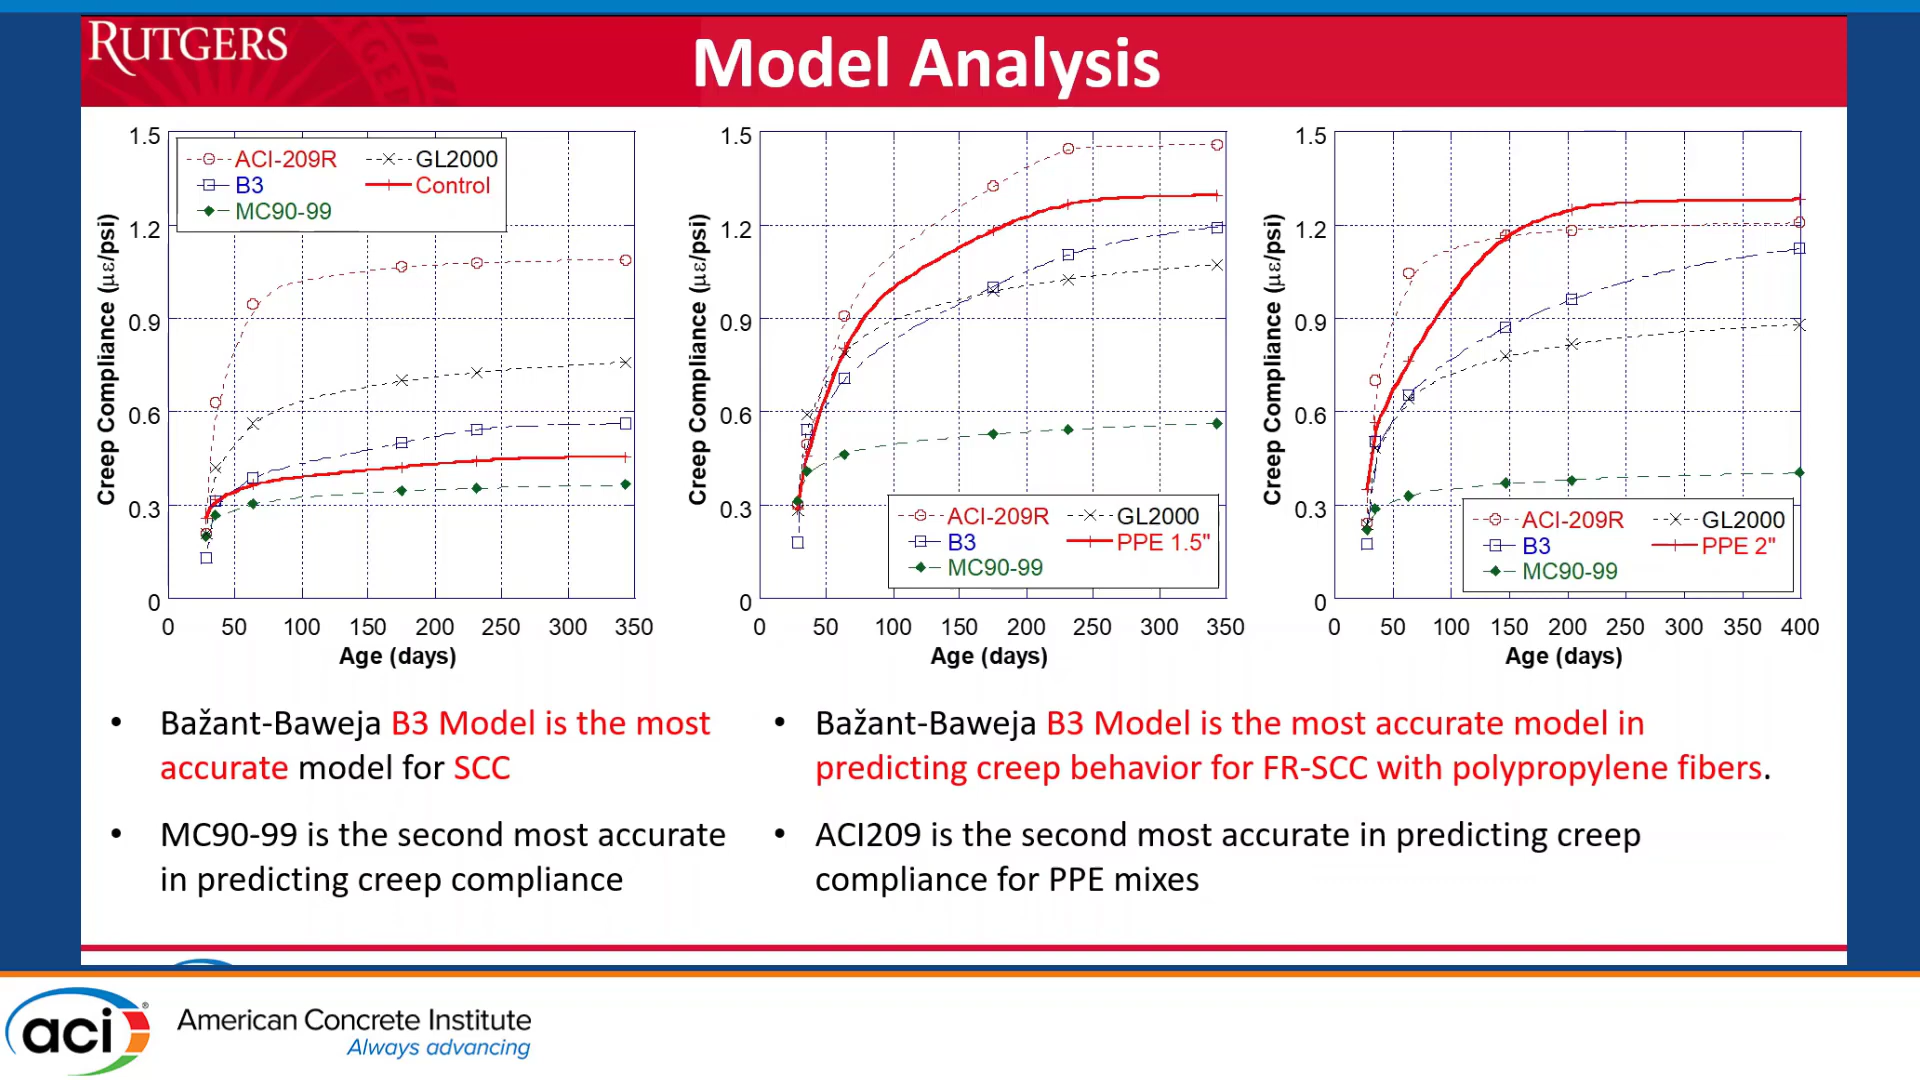 RUTGERS
Model Analysis
1.5
1.2
0.9
0.6
0.3
0
Creep Compliance (με/psi)
ACI-209R
GL2000
B3
Control
MC90-99
0 50 100 150 200 250 300 350
Age (days)
1.5
1.2
0.9
0.6
0.3
0
Creep Compliance (με/psi)
ACI-209R
GL2000
B3
PPE 1.5"
MC90-99
0 50 100 150 200 250 300 350
Age (days)
1.5
1.2
0.9
0.6
0.3
0
Creep Compliance (με/psi)
ACI-209R
GL2000
B3
PPE 2"
MC90-99
0 50 100 150 200 250 300 350 400
Age (days)
• Bažant-Baweja B3 Model is the most
accurate model for SCC
• MC90-99 is the second most accurate
in predicting creep compliance
• Bažant-Baweja B3 Model is the most accurate model in
predicting creep behavior for FR-SCC with polypropylene fibers.
• ACI209 is the second most accurate in predicting creep
compliance for PPE mixes
aci®
American Concrete Institute
Always advancing